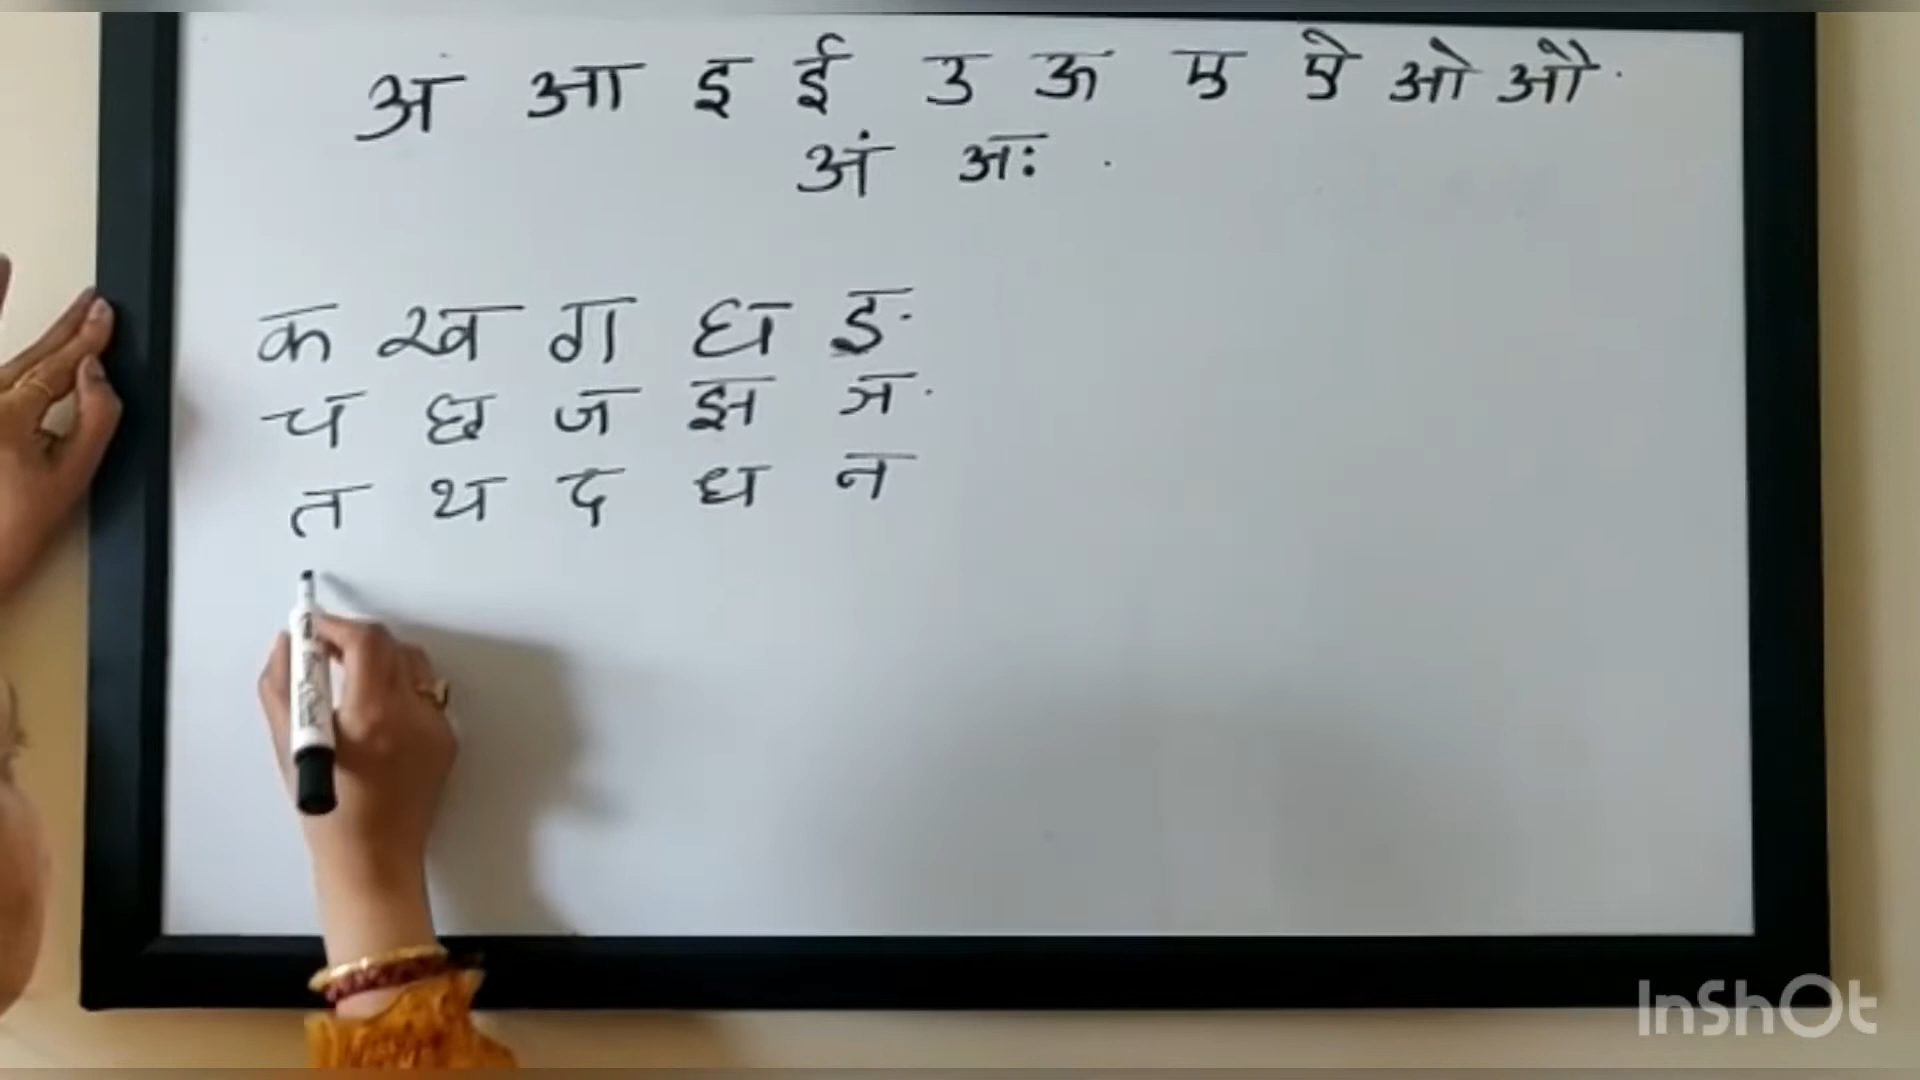 अ आ इ ई उ ऊ ए ऐ ओ औ
अं अः
क ख ग घ ङ
च छ ज झ ञ
त थ द ध न
InShOt